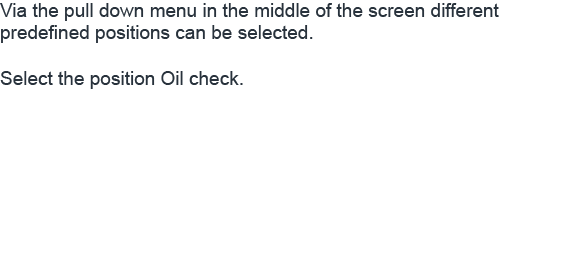 Via the pull down menu in the middle of the screen different
predefined positions can be selected.
Select the position Oil check.